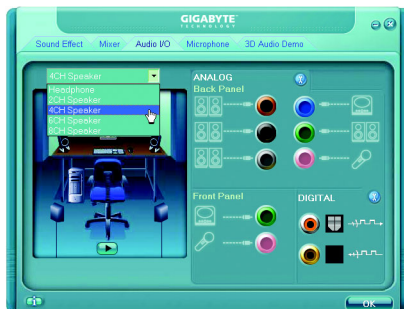 GIGABYTE
TECHNOLOGY
Sound Effect Mixer Audio I/O Microphone 3D Audio Demo
4CH Speaker
Headphone
2CH Speaker
4CH Speaker
6CH Speaker
8CH Speaker
ANALOG
Back Panel
Front Panel
DIGITAL
OK